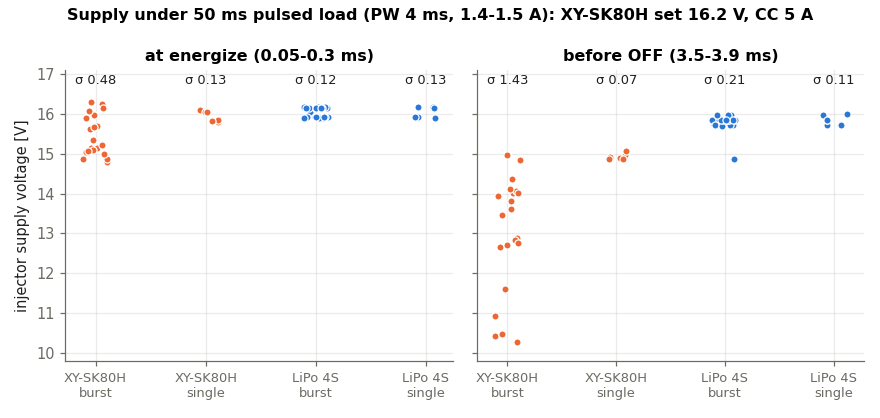 Supply under 50 ms pulsed load (PW 4 ms, 1.4-1.5 A): XY-SK80H set 16.2 V, CC 5 A
at energize (0.05-0.3 ms)
before OFF (3.5-3.9 ms)
σ 0.48
σ 0.13
σ 0.12
σ 0.13
σ 1.43
σ 0.07
σ 0.21
σ 0.11
injector supply voltage [V]
17
16
15
14
13
12
11
10
XY-SK80H
burst
XY-SK80H
single
LiPo 4S
burst
LiPo 4S
single
XY-SK80H
burst
XY-SK80H
single
LiPo 4S
burst
LiPo 4S
single